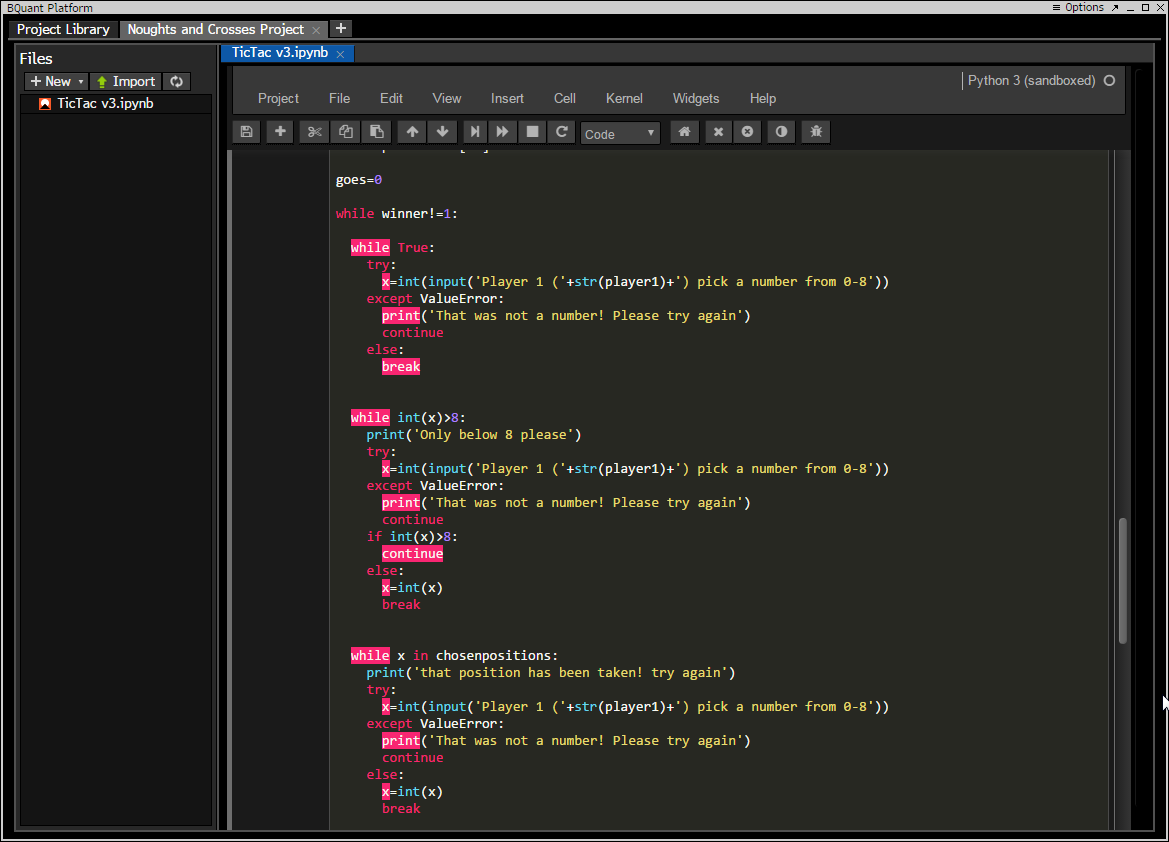 BQuant Platform
Options
Project Library
Noughts and Crosses Project
Files
New
Import
TicTac v3.ipynb
TicTac v3.ipynb
Python 3 (sandboxed)
Project File Edit View Insert Cell Kernel Widgets Help
Code
goes=0
while winner!=1:
while True:
try:
x=int(input('Player 1 ('+str(player1)+') pick a number from 0-8'))
except ValueError:
print('That was not a number! Please try again')
continue
else:
break
while int(x)>8:
print('Only below 8 please')
try:
x=int(input('Player 1 ('+str(player1)+') pick a number from 0-8'))
except ValueError:
print('That was not a number! Please try again')
continue
if int(x)>8:
continue
else:
x=int(x)
break
while x in chosenpositions:
print('that position has been taken! try again')
try:
x=int(input('Player 1 ('+str(player1)+') pick a number from 0-8'))
except ValueError:
print('That was not a number! Please try again')
continue
else:
x=int(x)
break